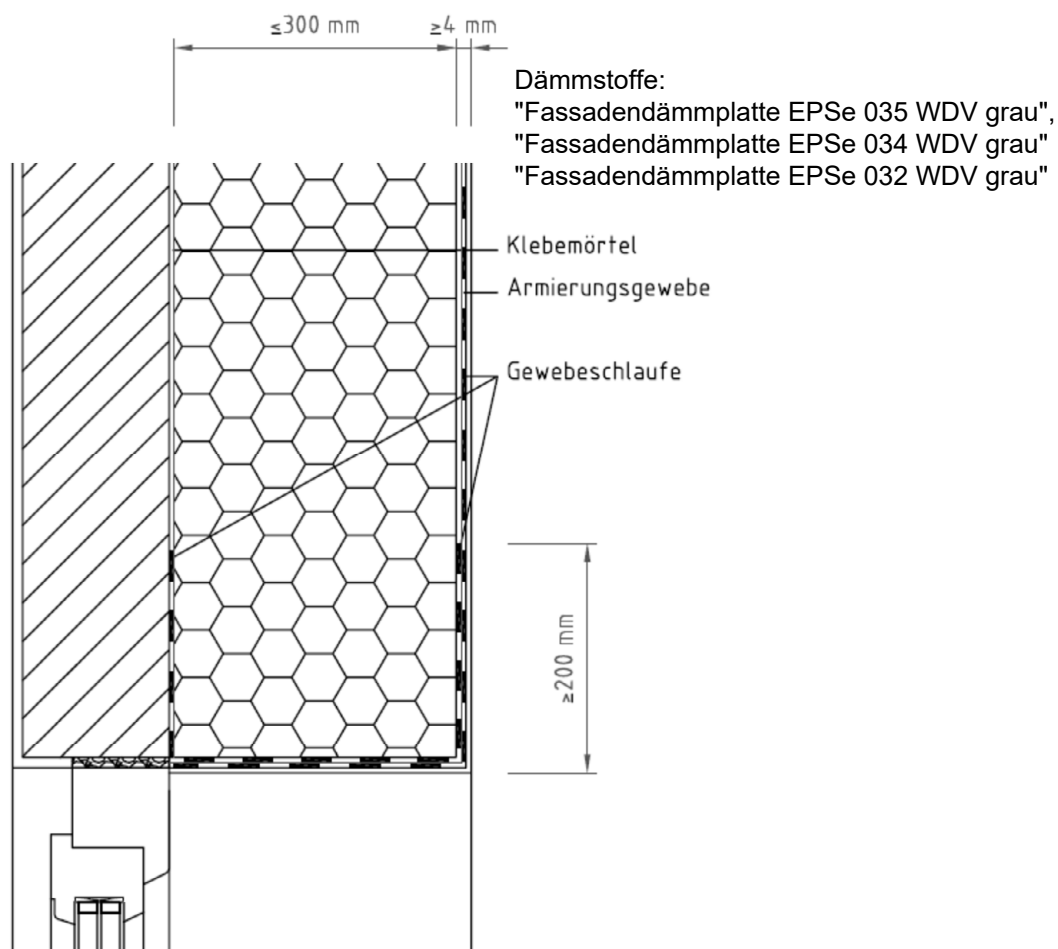 ≤300 mm
≥4 mm
Dämmstoffe:
"Fassadendämmplatte EPSe 035 WDV grau",
"Fassadendämmplatte EPSe 034 WDV grau"
"Fassadendämmplatte EPSe 032 WDV grau"
Klebemörtel
Armierungsgewebe
Gewebeschlaufe
≥200 mm